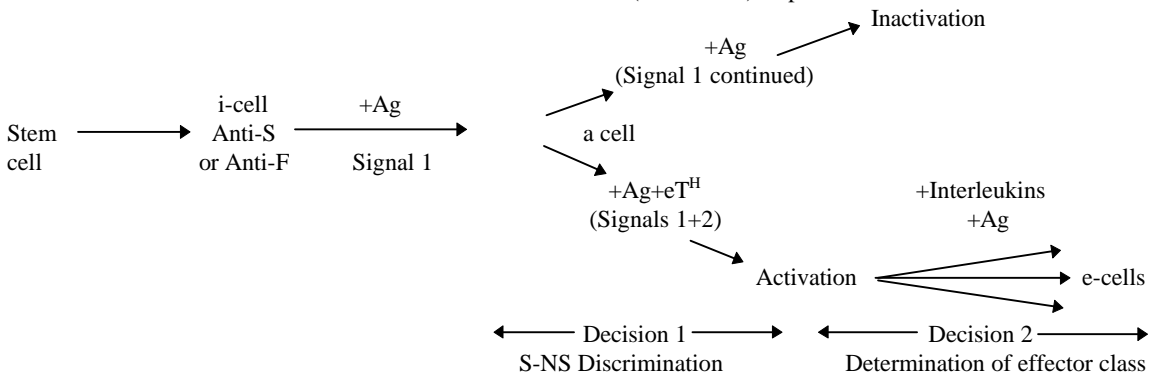 Inactivation
+Ag
(Signal 1 continued)
i-cell
+Ag
Stem
Anti-S
a cell
cell
or Anti-F
Signal 1
+Ag+eT^H
+Interleukins
(Signals 1+2)
+Ag
Activation
e-cells
Decision 1
Decision 2
S-NS Discrimination
Determination of effector class